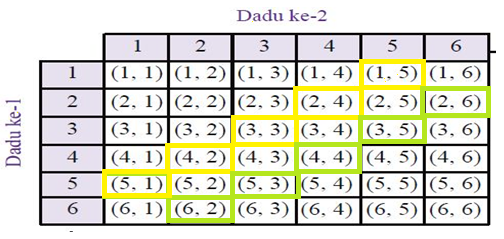 Dadu ke-2
1 2 3 4 5 6
Dadu ke-1
1 (1, 1) (1, 2) (1, 3) (1, 4) (1, 5) (1, 6)
2 (2, 1) (2, 2) (2, 3) (2, 4) (2, 5) (2, 6)
3 (3, 1) (3, 2) (3, 3) (3, 4) (3, 5) (3, 6)
4 (4, 1) (4, 2) (4, 3) (4, 4) (4, 5) (4, 6)
5 (5, 1) (5, 2) (5, 3) (5, 4) (5, 5) (5, 6)
6 (6, 1) (6, 2) (6, 3) (6, 4) (6, 5) (6, 6)